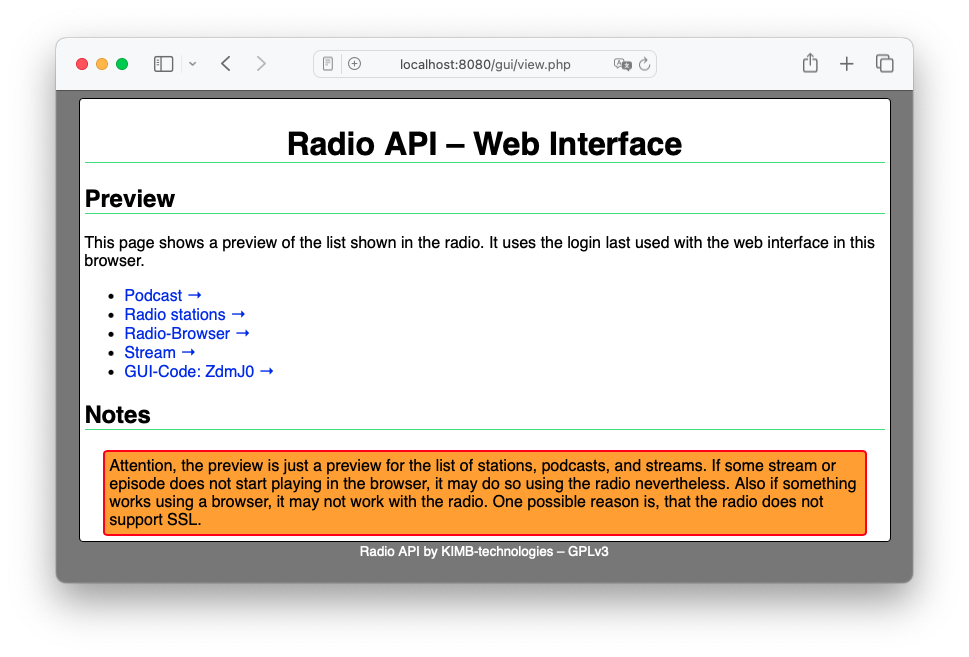 localhost:8080/gui/view.php
Radio API – Web Interface
Preview
This page shows a preview of the list shown in the radio. It uses the login last used with the web interface in this
browser.
• Podcast →
• Radio stations →
• Radio-Browser →
• Stream →
• GUI-Code: ZdmJ0 →
Notes
Attention, the preview is just a preview for the list of stations, podcasts, and streams. If some stream or
episode does not start playing in the browser, it may do so using the radio nevertheless. Also if something
works using a browser, it may not work with the radio. One possible reason is, that the radio does not
support SSL.
Radio API by KIMB-technologies – GPLv3